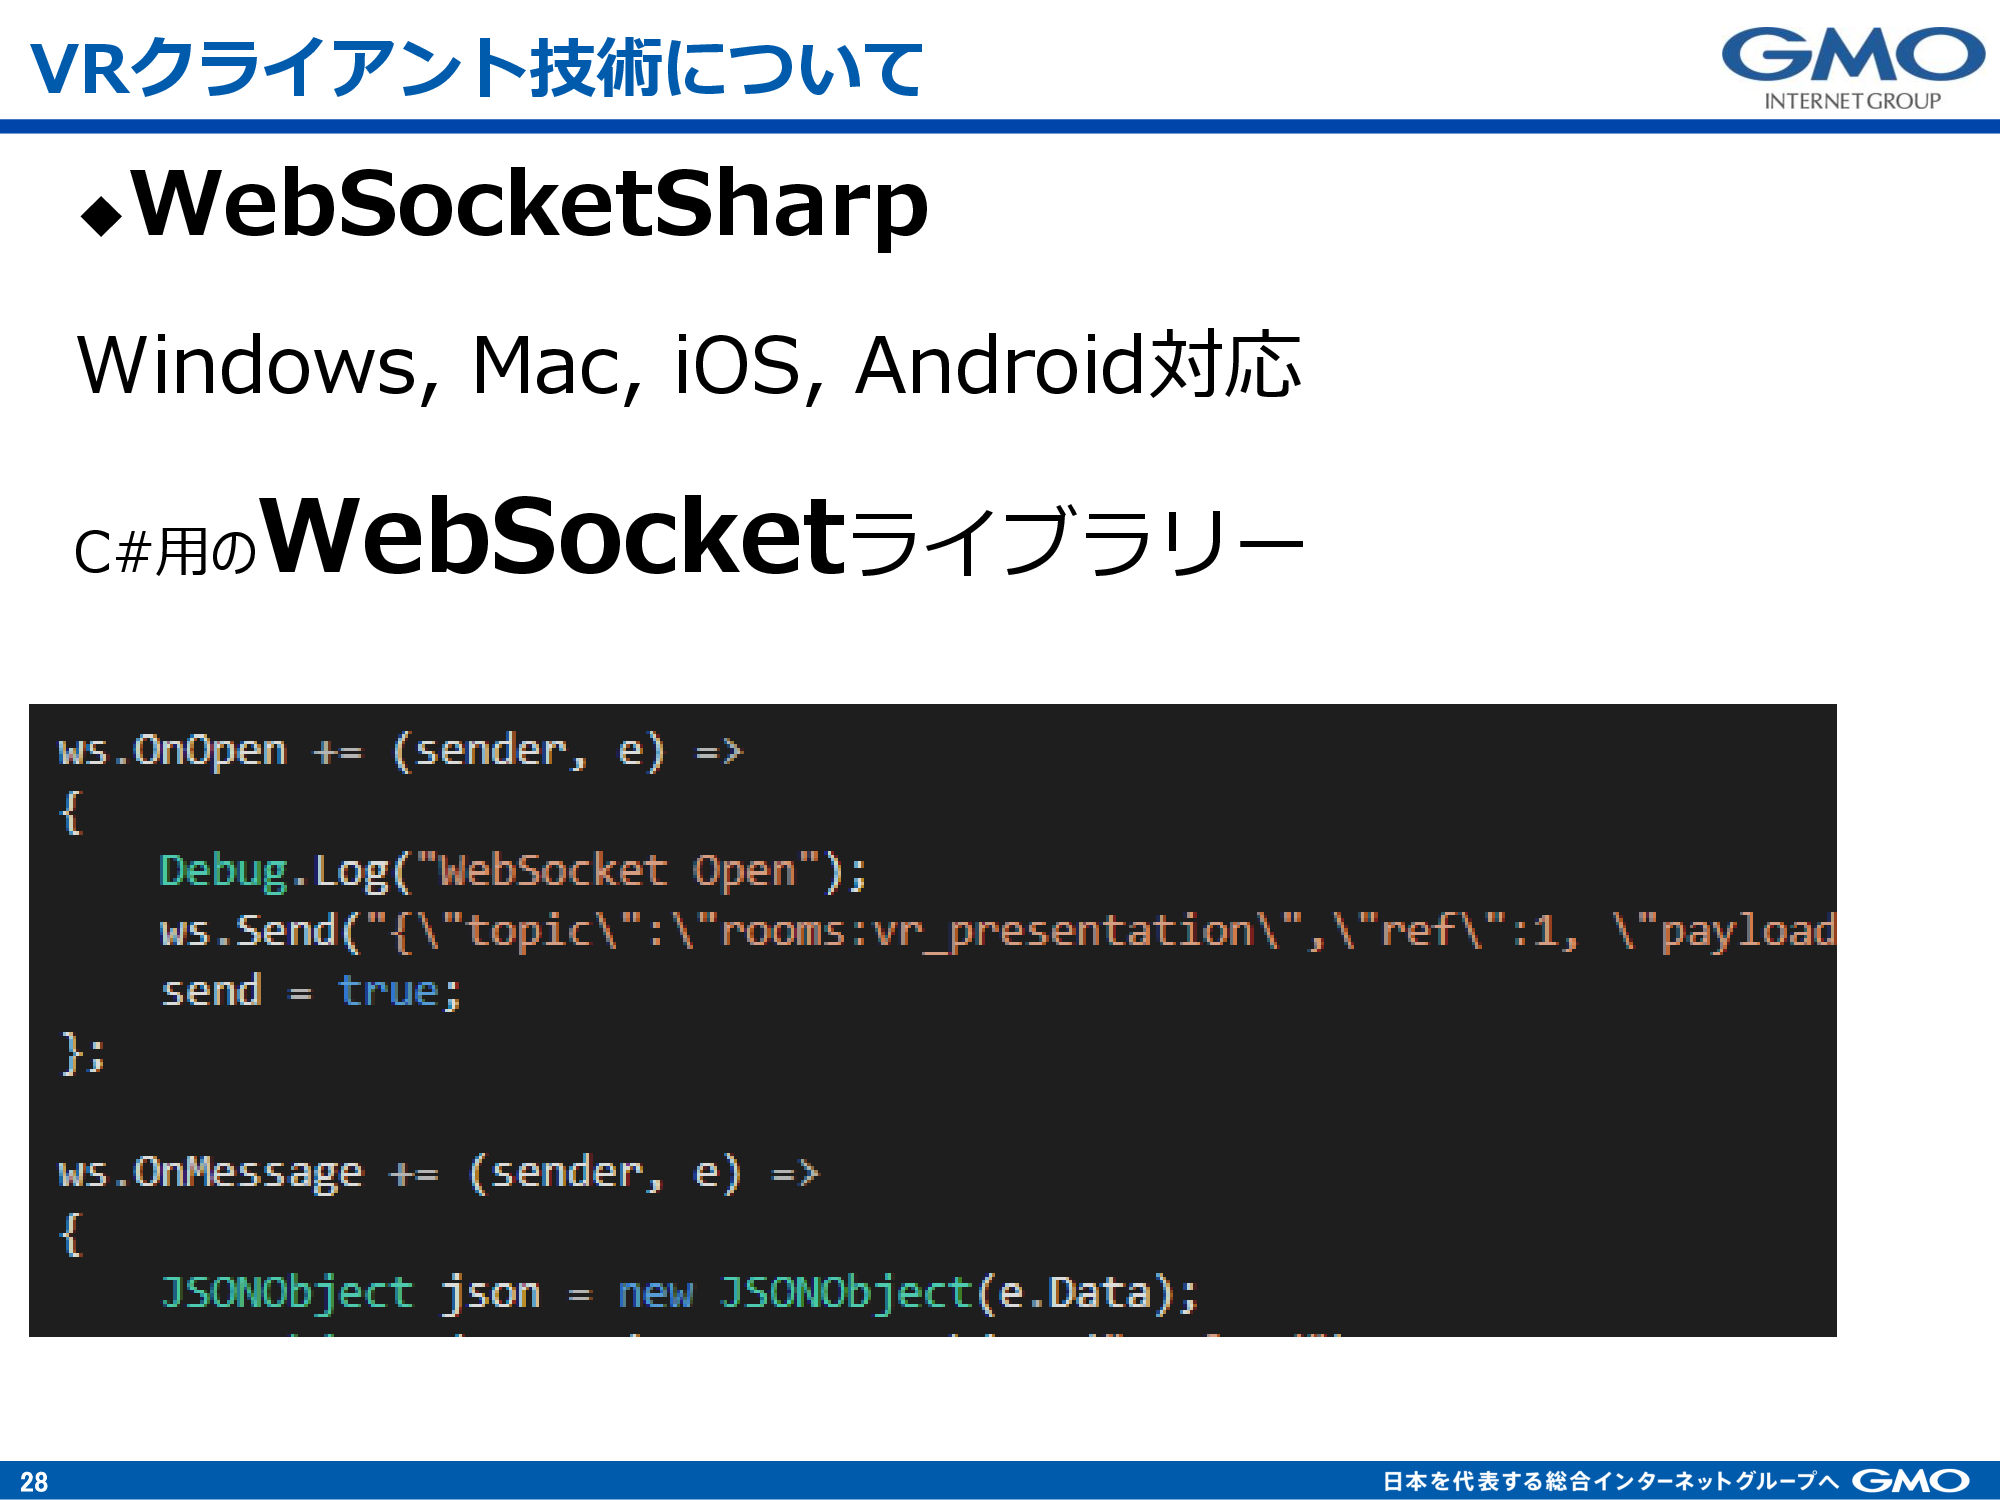 VRクライアント技術について
GMO
INTERNET GROUP
◆WebSocketSharp
Windows, Mac, iOS, Android対応
C#用のWebSocketライブラリー
ws.OnOpen += (sender, e) =>
{
    Debug.Log("WebSocket Open");
    ws.Send("{\"topic\":\"rooms:vr_presentation\",\"ref\":1, \"payload
    send = true;
};
ws.OnMessage += (sender, e) =>
{
    JSONObject json = new JSONObject(e.Data);
28
日本を代表する総合インターネットグループへ GMO